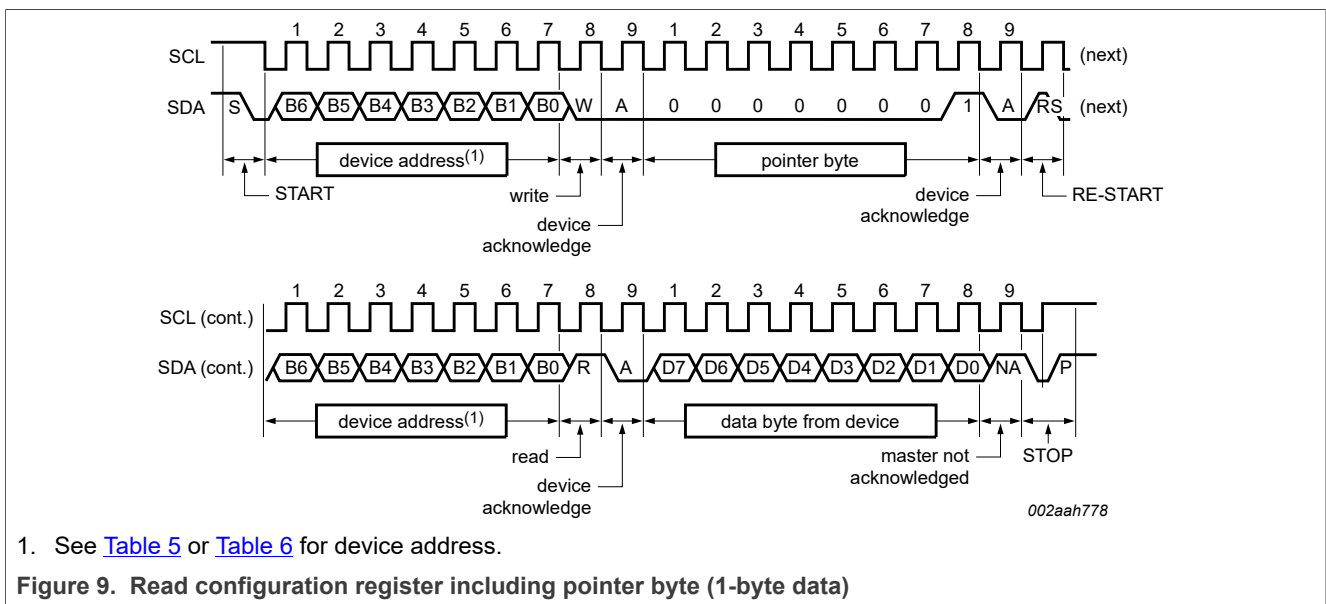 1 2 3 4 5 6 7 8 9 1 2 3 4 5 6 7 8 9
SCL (next)
SDA S B6 B5 B4 B3 B2 B1 B0 W A 0 0 0 0 0 0 0 1 A RS (next)
device address(1) pointer byte
START write device acknowledge device acknowledge RE-START
1 2 3 4 5 6 7 8 9 1 2 3 4 5 6 7 8 9
SCL (cont.)
SDA (cont.) B6 B5 B4 B3 B2 B1 B0 R A D7 D6 D5 D4 D3 D2 D1 D0 NA P
device address(1) data byte from device
read device acknowledge master not acknowledged STOP
002aah778
1. See Table 5 or Table 6 for device address.
Figure 9. Read configuration register including pointer byte (1-byte data)